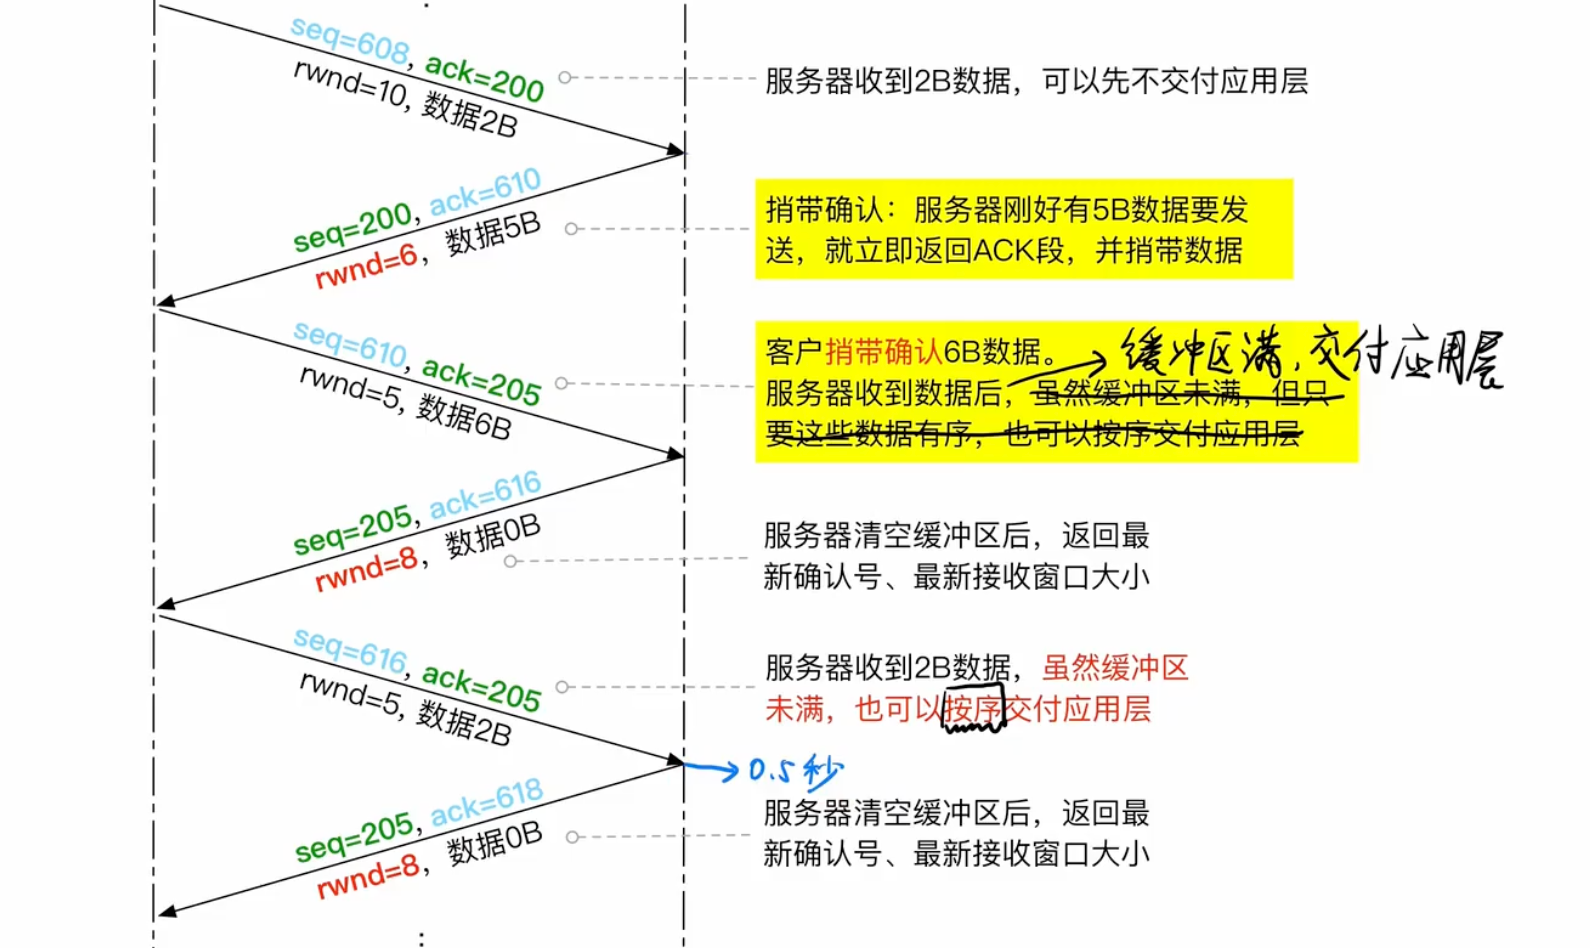 seq=608, ack=200
rwnd=10, 数据2B
服务器收到2B数据，可以先不交付应用层
seq=200, ack=610
rwnd=6，数据5B
捎带确认：服务器刚好有5B数据要发
送，就立即返回ACK段，并捎带数据
seq=610, ack=205
rwnd=5, 数据6B
客户捎带确认6B数据。
缓冲区满，交付应用层
服务器收到数据后，虽然缓冲区未满，但只
要这些数据有序，也可以按序交付应用层
seq=205, ack=616
rwnd=8，数据0B
服务器清空缓冲区后，返回最
新确认号、最新接收窗口大小
seq=616, ack=205
rwnd=5, 数据2B
服务器收到2B数据，虽然缓冲区
未满，也可以按序交付应用层
0.5秒
seq=205, ack=618
rwnd=8，数据0B
服务器清空缓冲区后，返回最
新确认号、最新接收窗口大小